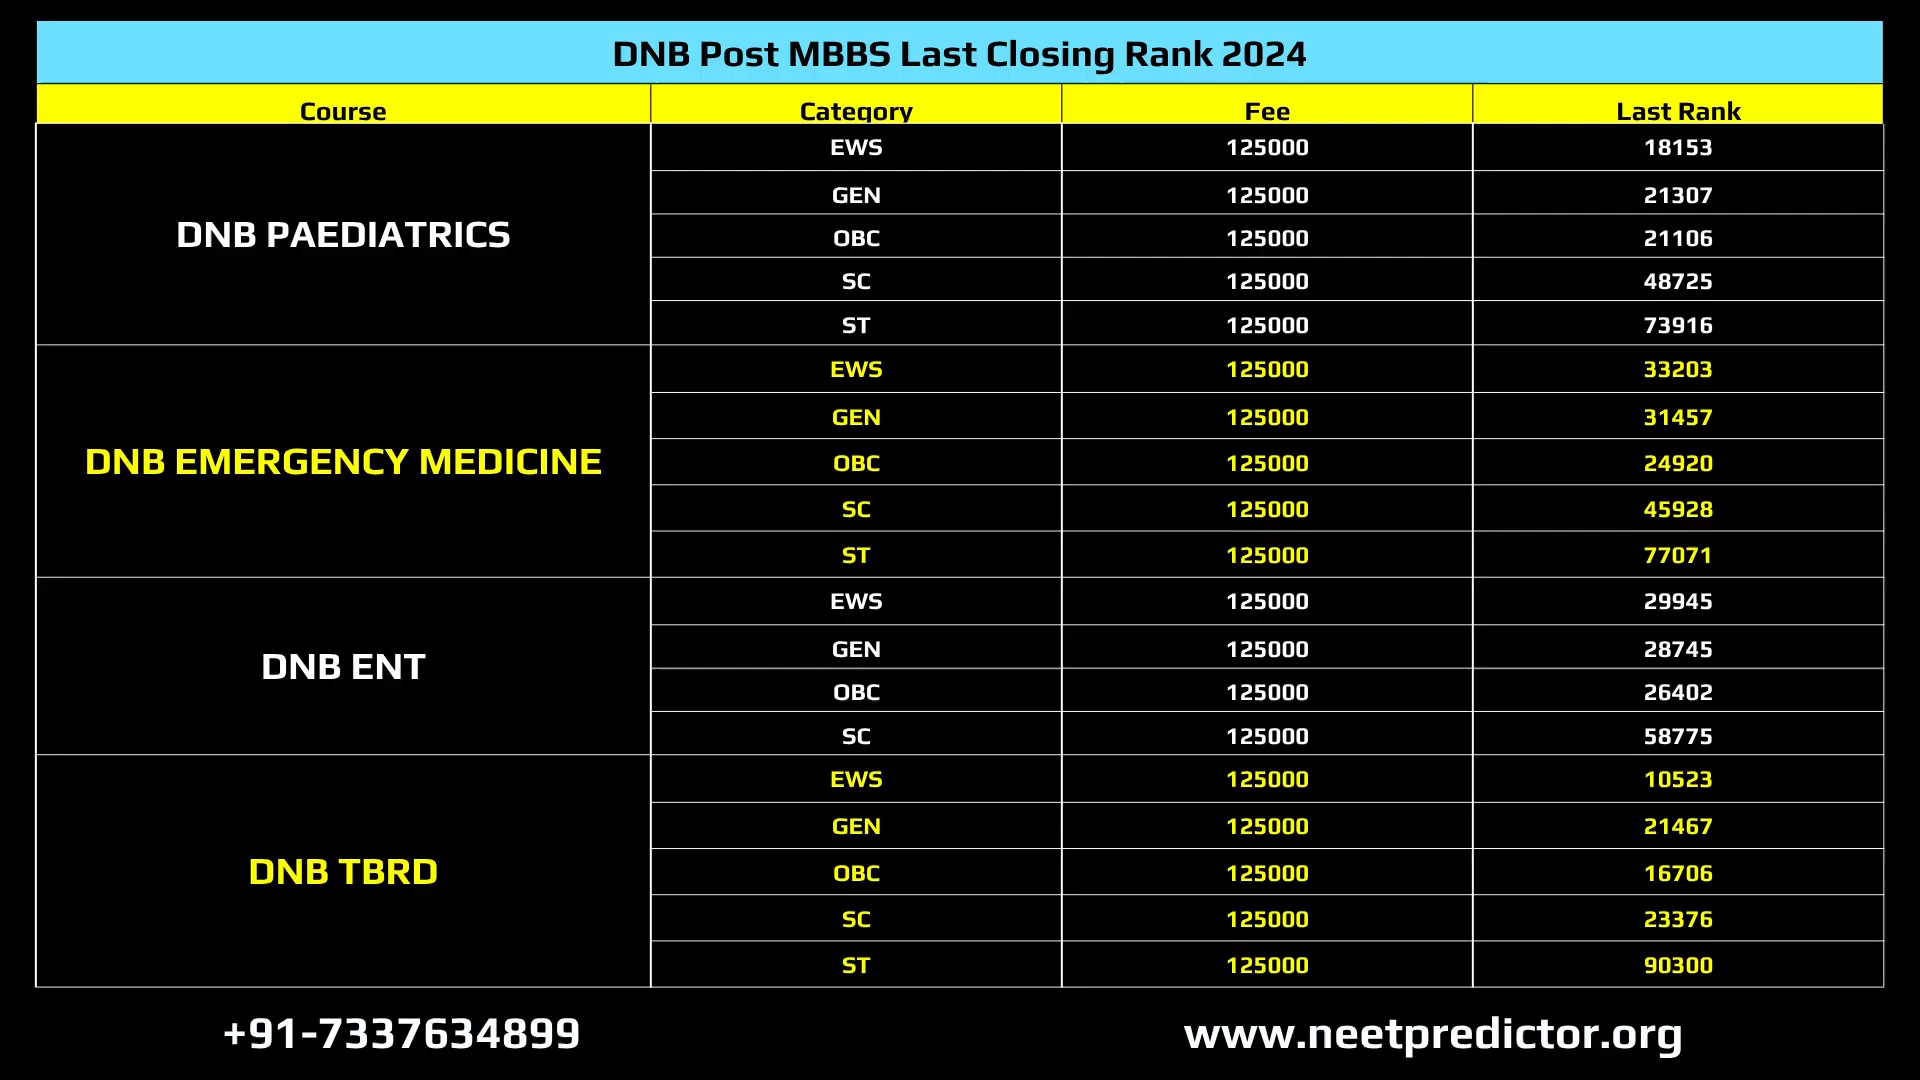 DNB Post MBBS Last Closing Rank 2024
Course Category Fee Last Rank
DNB PAEDIATRICS
EWS 125000 18153
GEN 125000 21307
OBC 125000 21106
SC 125000 48725
ST 125000 73916
DNB EMERGENCY MEDICINE
EWS 125000 33203
GEN 125000 31457
OBC 125000 24920
SC 125000 45928
ST 125000 77071
DNB ENT
EWS 125000 29945
GEN 125000 28745
OBC 125000 26402
SC 125000 58775
DNB TBRD
EWS 125000 10523
GEN 125000 21467
OBC 125000 16706
SC 125000 23376
ST 125000 90300
+91-7337634899
www.neetpredictor.org